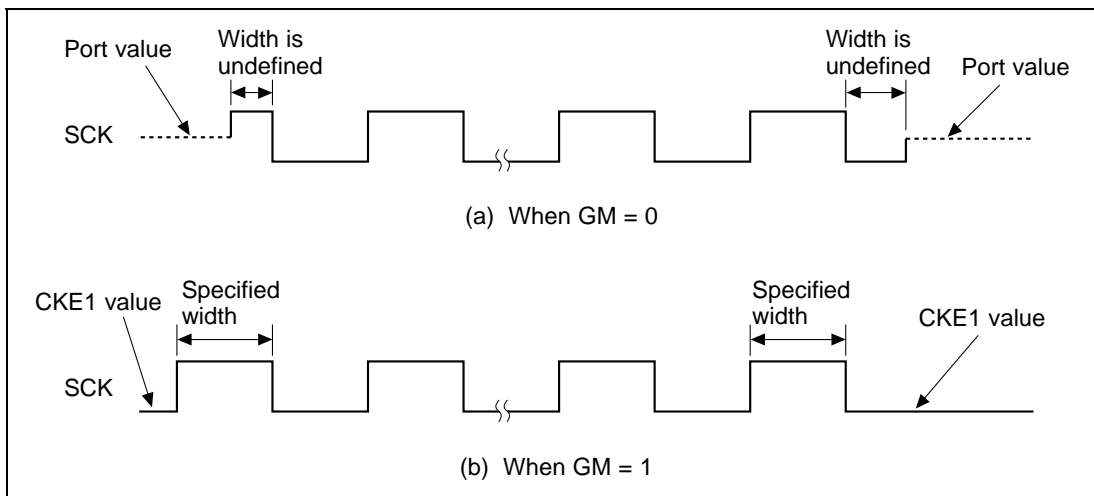 Port value
Width is
undefined
Width is
undefined
Port value
SCK
(a) When GM = 0
CKE1 value
Specified
width
Specified
width
CKE1 value
SCK
(b) When GM = 1